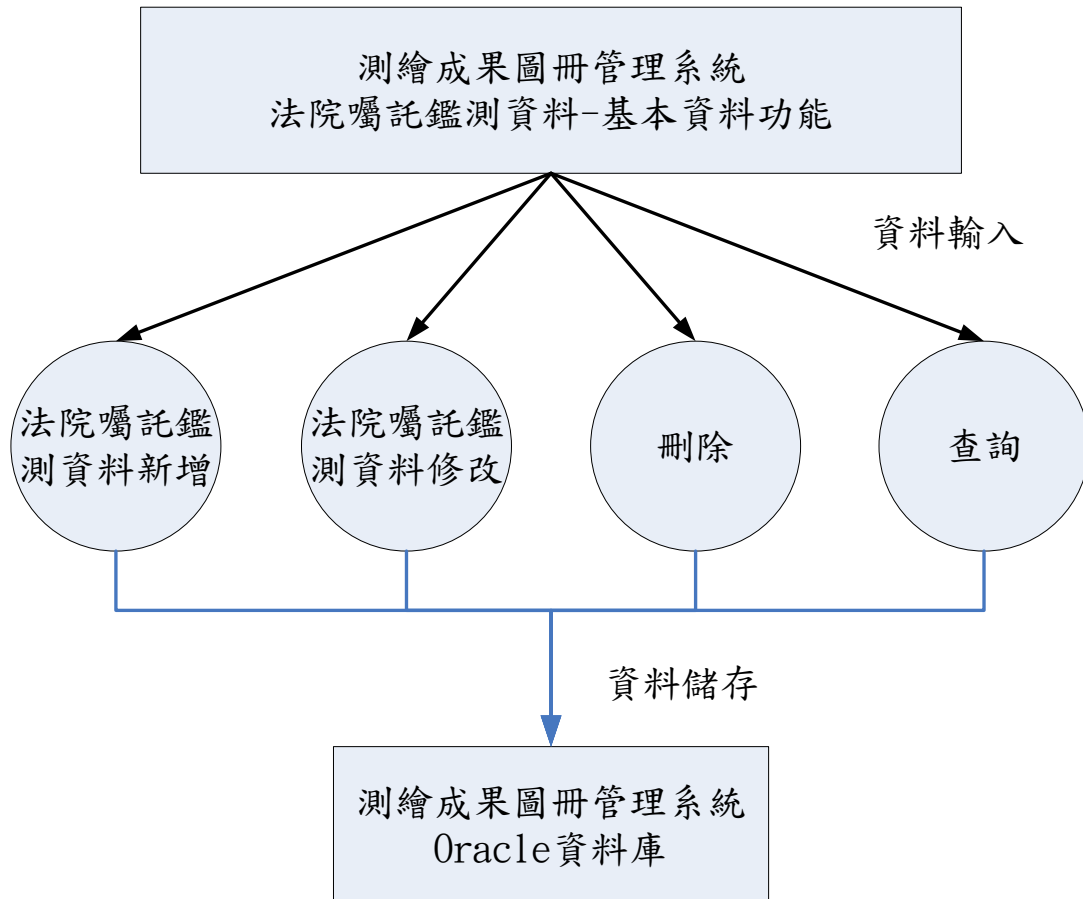 測繪成果圖冊管理系統
法院囑託鑑測資料-基本資料功能
資料輸入
法院囑託鑑
測資料新增
法院囑託鑑
測資料修改
刪除
查詢
資料儲存
測繪成果圖冊管理系統
Oracle資料庫